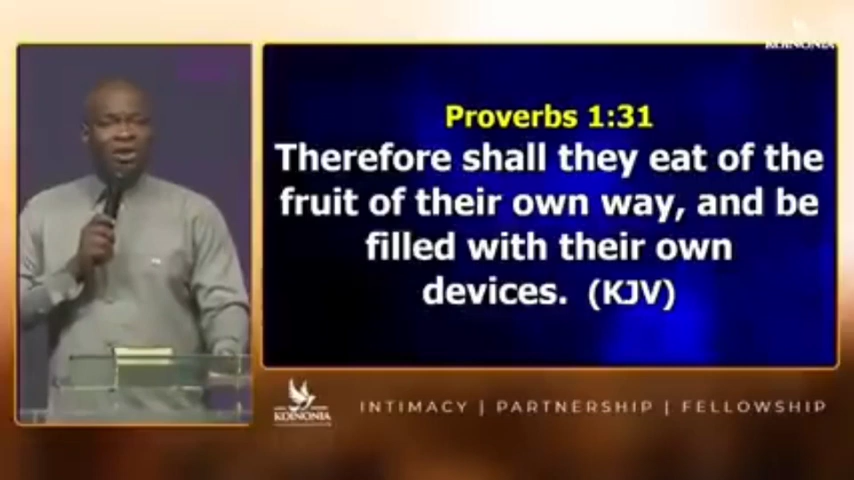 KOINONIA
Proverbs 1:31
Therefore shall they eat of the
fruit of their own way, and be
filled with their own
devices. (KJV)
KOINONIA
INTIMACY | PARTNERSHIP | FELLOWSHIP